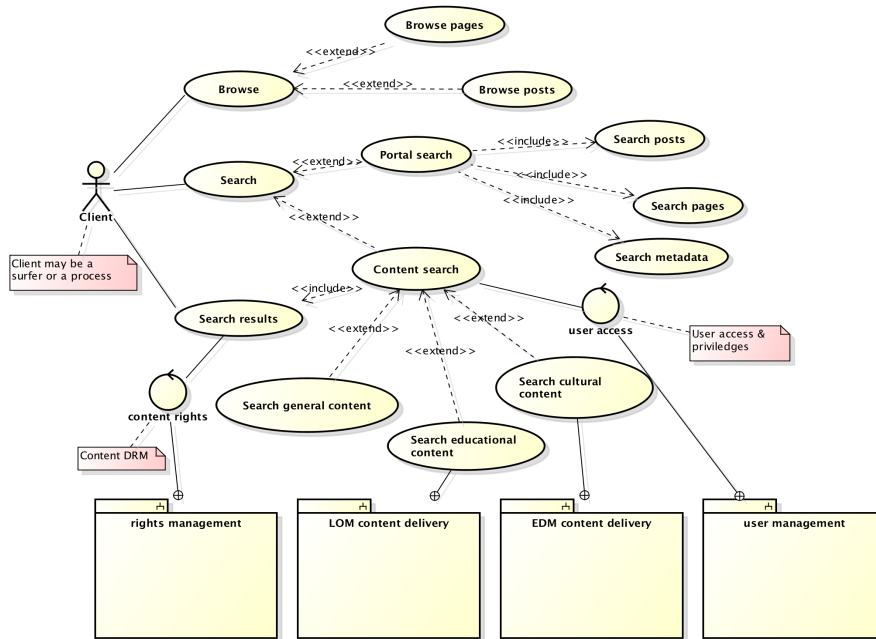 Browse pages
<<extend>>
Browse
<<extend>>
Browse posts
Portal search
<<include>>
Search posts
<<extend>>
Search
<<include>>
Search pages
<<include>>
Client
<<extend>>
Search metadata
Client may be a
surfer or a process
Content search
<<include>>
Search results
<<extend>>
<<extend>>
user access
User access &
priviledges
<<extend>>
Search cultural
content
Search general content
content rights
Search educational
content
Content DRM
rights management
LOM content delivery
EDM content delivery
user management